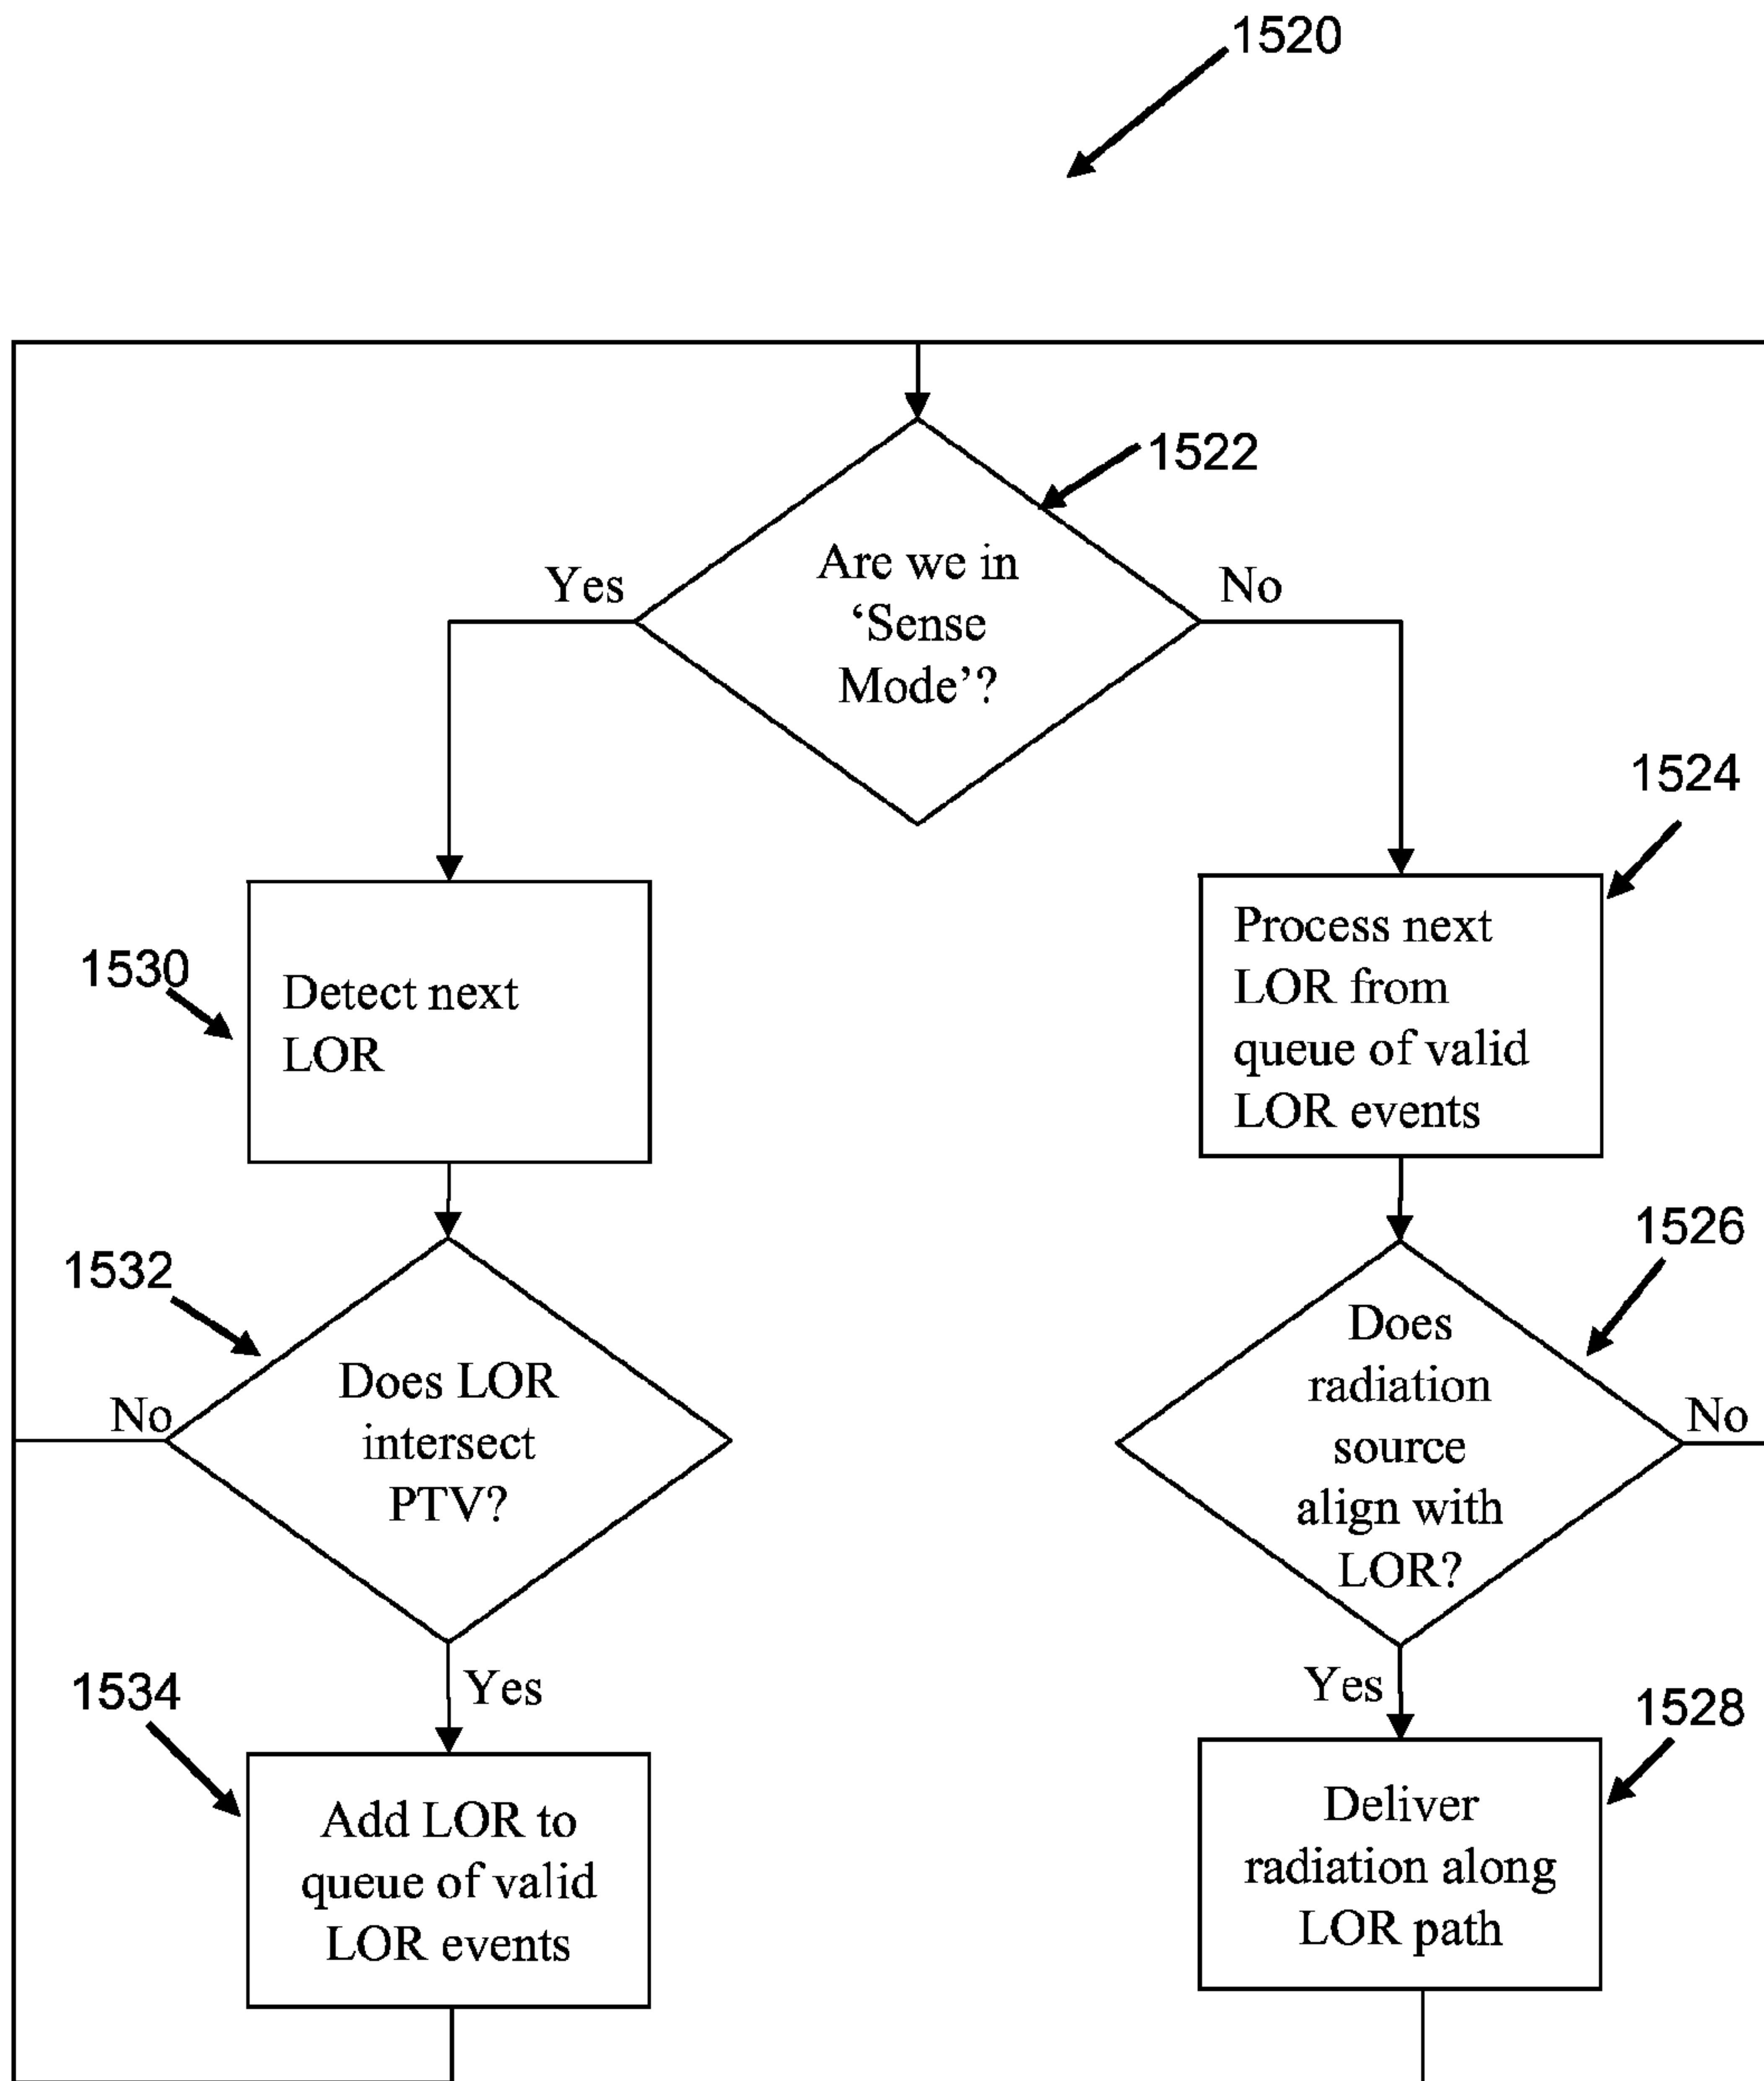 1520
1522
Are we in
‘Sense
Mode’?
Yes
No
1524
Process next
LOR from
queue of valid
LOR events
1530
Detect next
LOR
1526
Does
radiation
source
align with
LOR?
No
1532
Does LOR
intersect
PTV?
No
Yes
Yes
1534
Add LOR to
queue of valid
LOR events
1528
Deliver
radiation along
LOR path